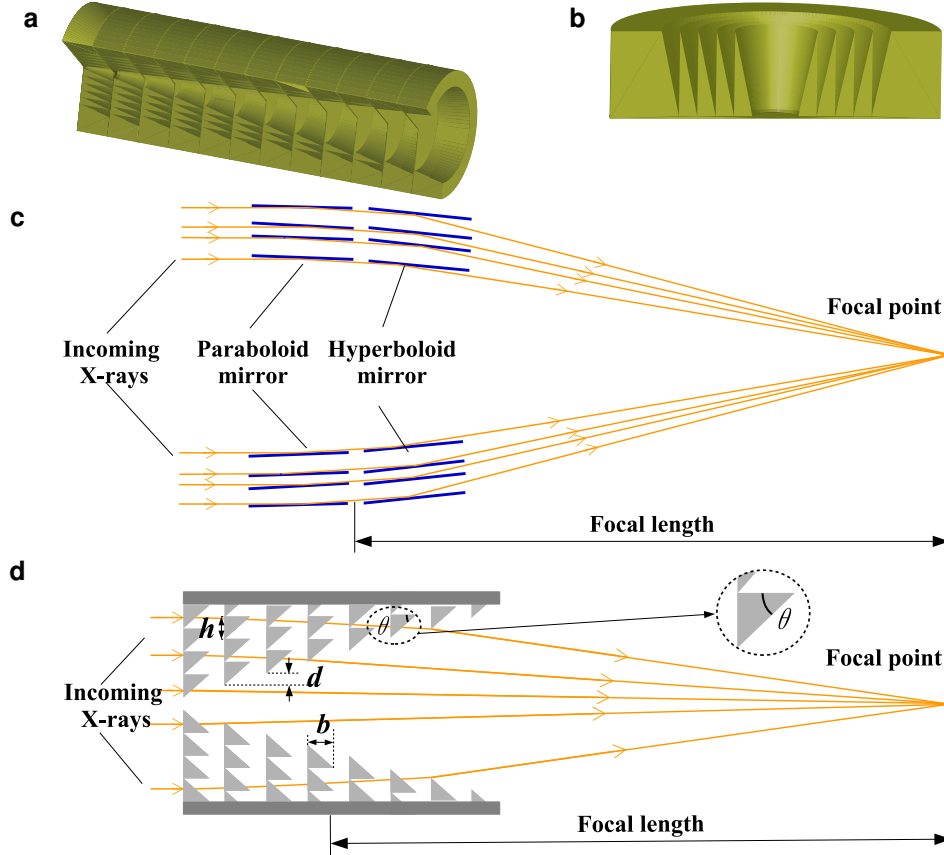 a
b
c
Focal point
Incoming
X-rays
Paraboloid
mirror
Hyperboloid
mirror
Focal length
d
h
θ
θ
d
Focal point
Incoming
X-rays
b
Focal length